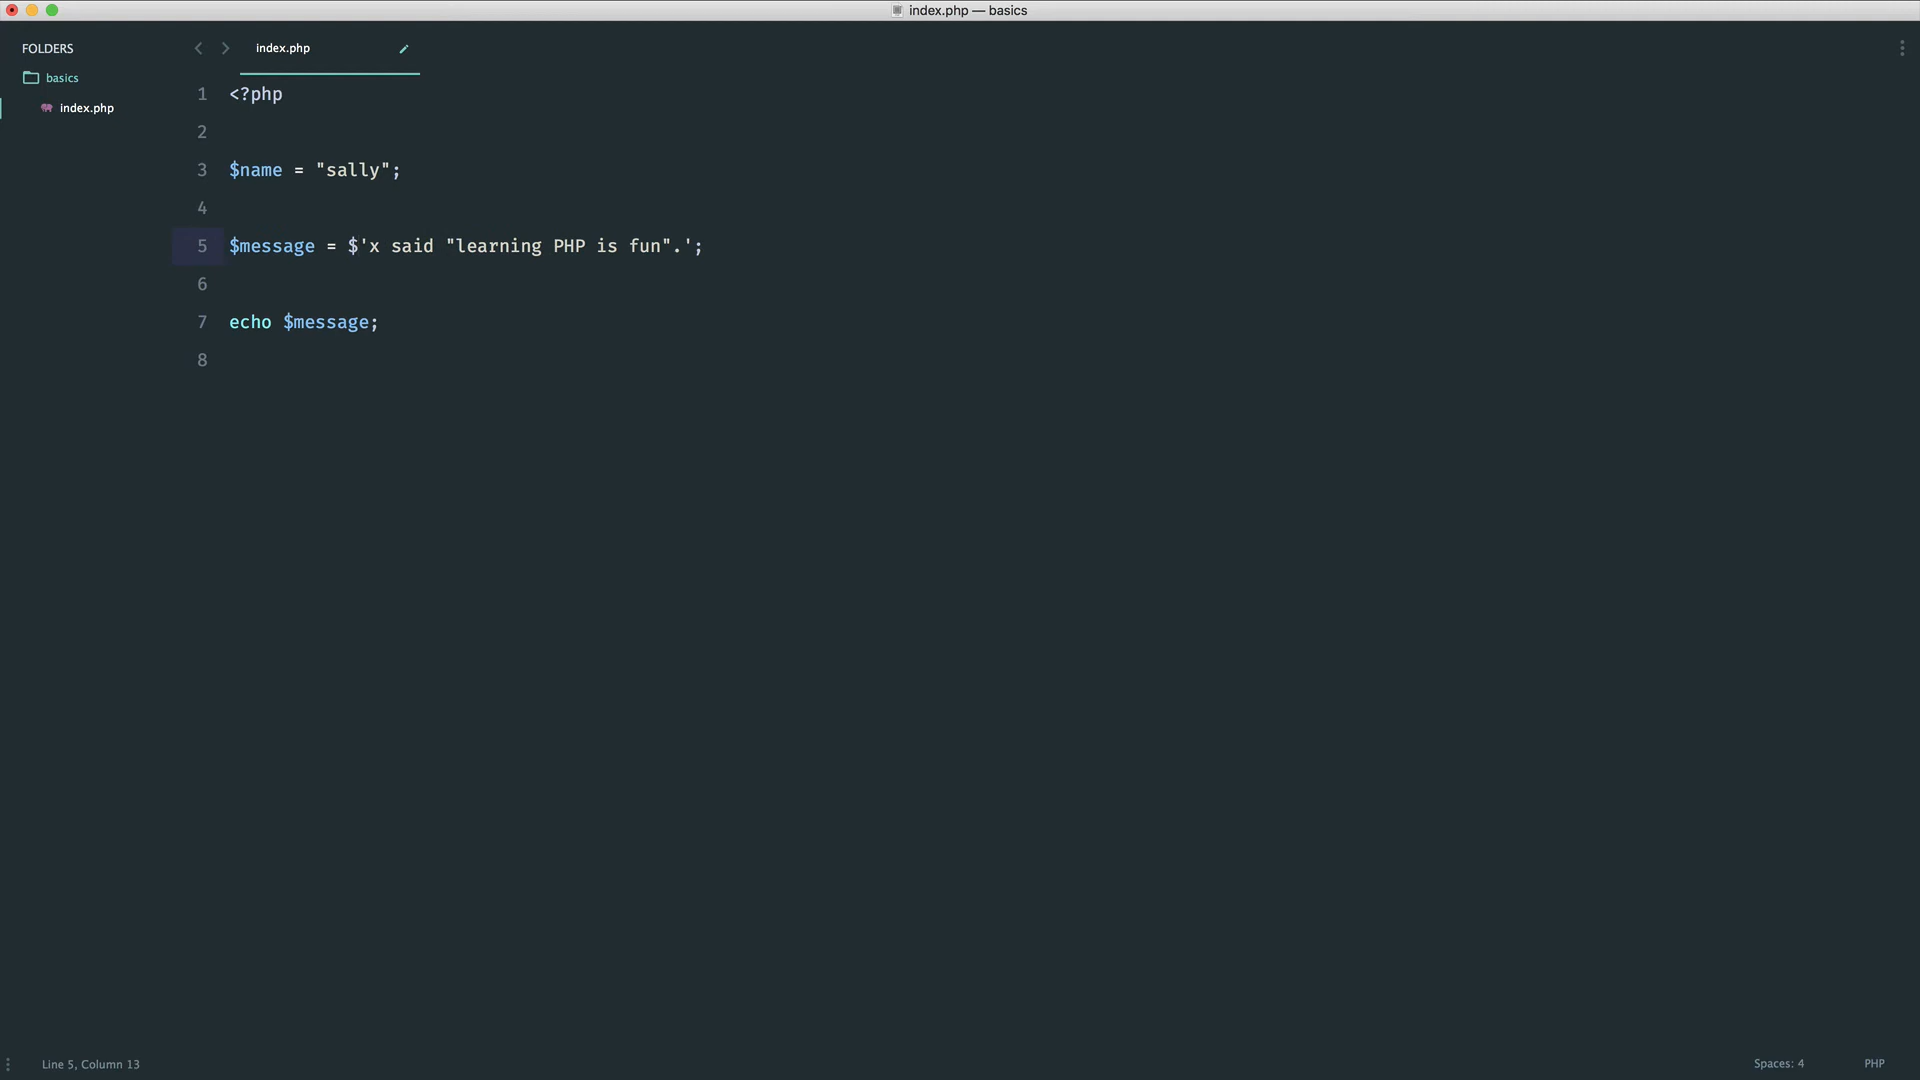 index.php — basics
FOLDERS
basics
index.php
index.php
1 <?php
2
3 $name = "sally";
4
5 $message = $'x said "learning PHP is fun".';
6
7 echo $message;
8
Line 5, Column 13
Spaces: 4
PHP